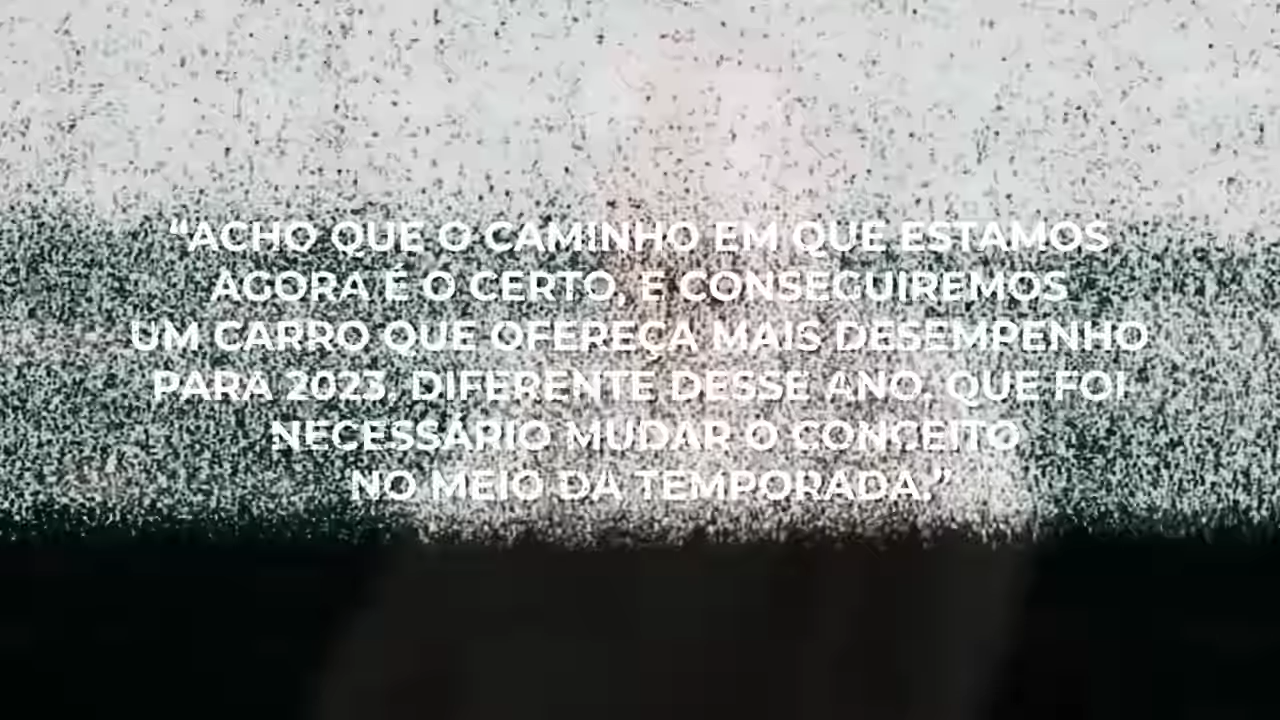 “ACHO QUE O CAMINHO EM QUE ESTAMOS
AGORA É O CERTO, E CONSEGUIREMOS
UM CARRO QUE OFEREÇA MAIS DESEMPENHO
PARA 2023, DIFERENTE DESSE ANO, QUE FOI
NECESSÁRIO MUDAR O CONCEITO
NO MEIO DA TEMPORADA.”